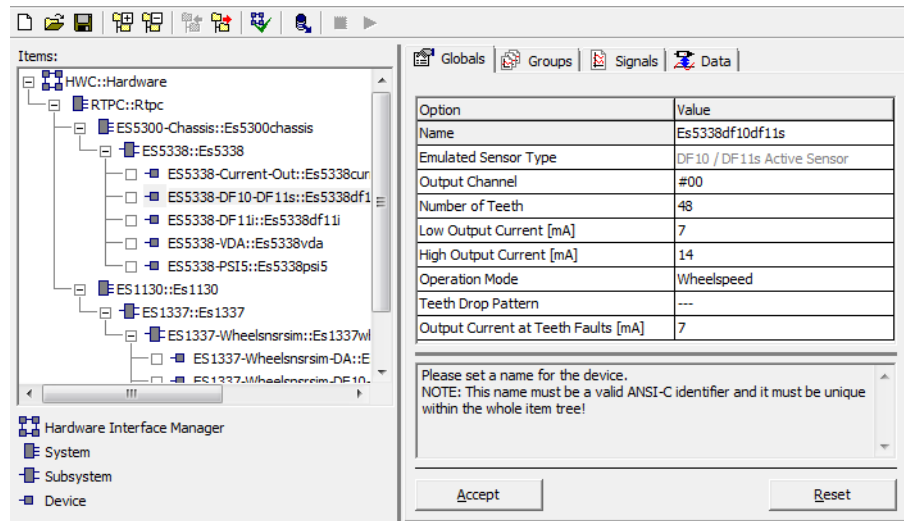 Items:
HWC::Hardware
RTPC::Rtpc
ES5300-Chassis::Es5300chassis
ES5338::Es5338
ES5338-Current-Out::Es5338cur
ES5338-DF10-DF11s::Es5338df1
ES5338-DF11i::Es5338df11i
ES5338-VDA::Es5338vda
ES5338-PSI5::Es5338psi5
ES1130::Es1130
ES1337::Es1337
ES1337-Wheelsnsrsim::Es1337wl
ES1337-Wheelsnsrsim-DA::E
ES1337-Wheelsnsrsim-DF10-
Hardware Interface Manager
System
Subsystem
Device
Globals Groups Signals Data
Option Value
Name Es5338df10df11s
Emulated Sensor Type DF10 / DF11s Active Sensor
Output Channel #00
Number of Teeth 48
Low Output Current [mA] 7
High Output Current [mA] 14
Operation Mode Wheelspeed
Teeth Drop Pattern ---
Output Current at Teeth Faults [mA] 7
Please set a name for the device.
NOTE: This name must be a valid ANSI-C identifier and it must be unique
within the whole item tree!
Accept Reset